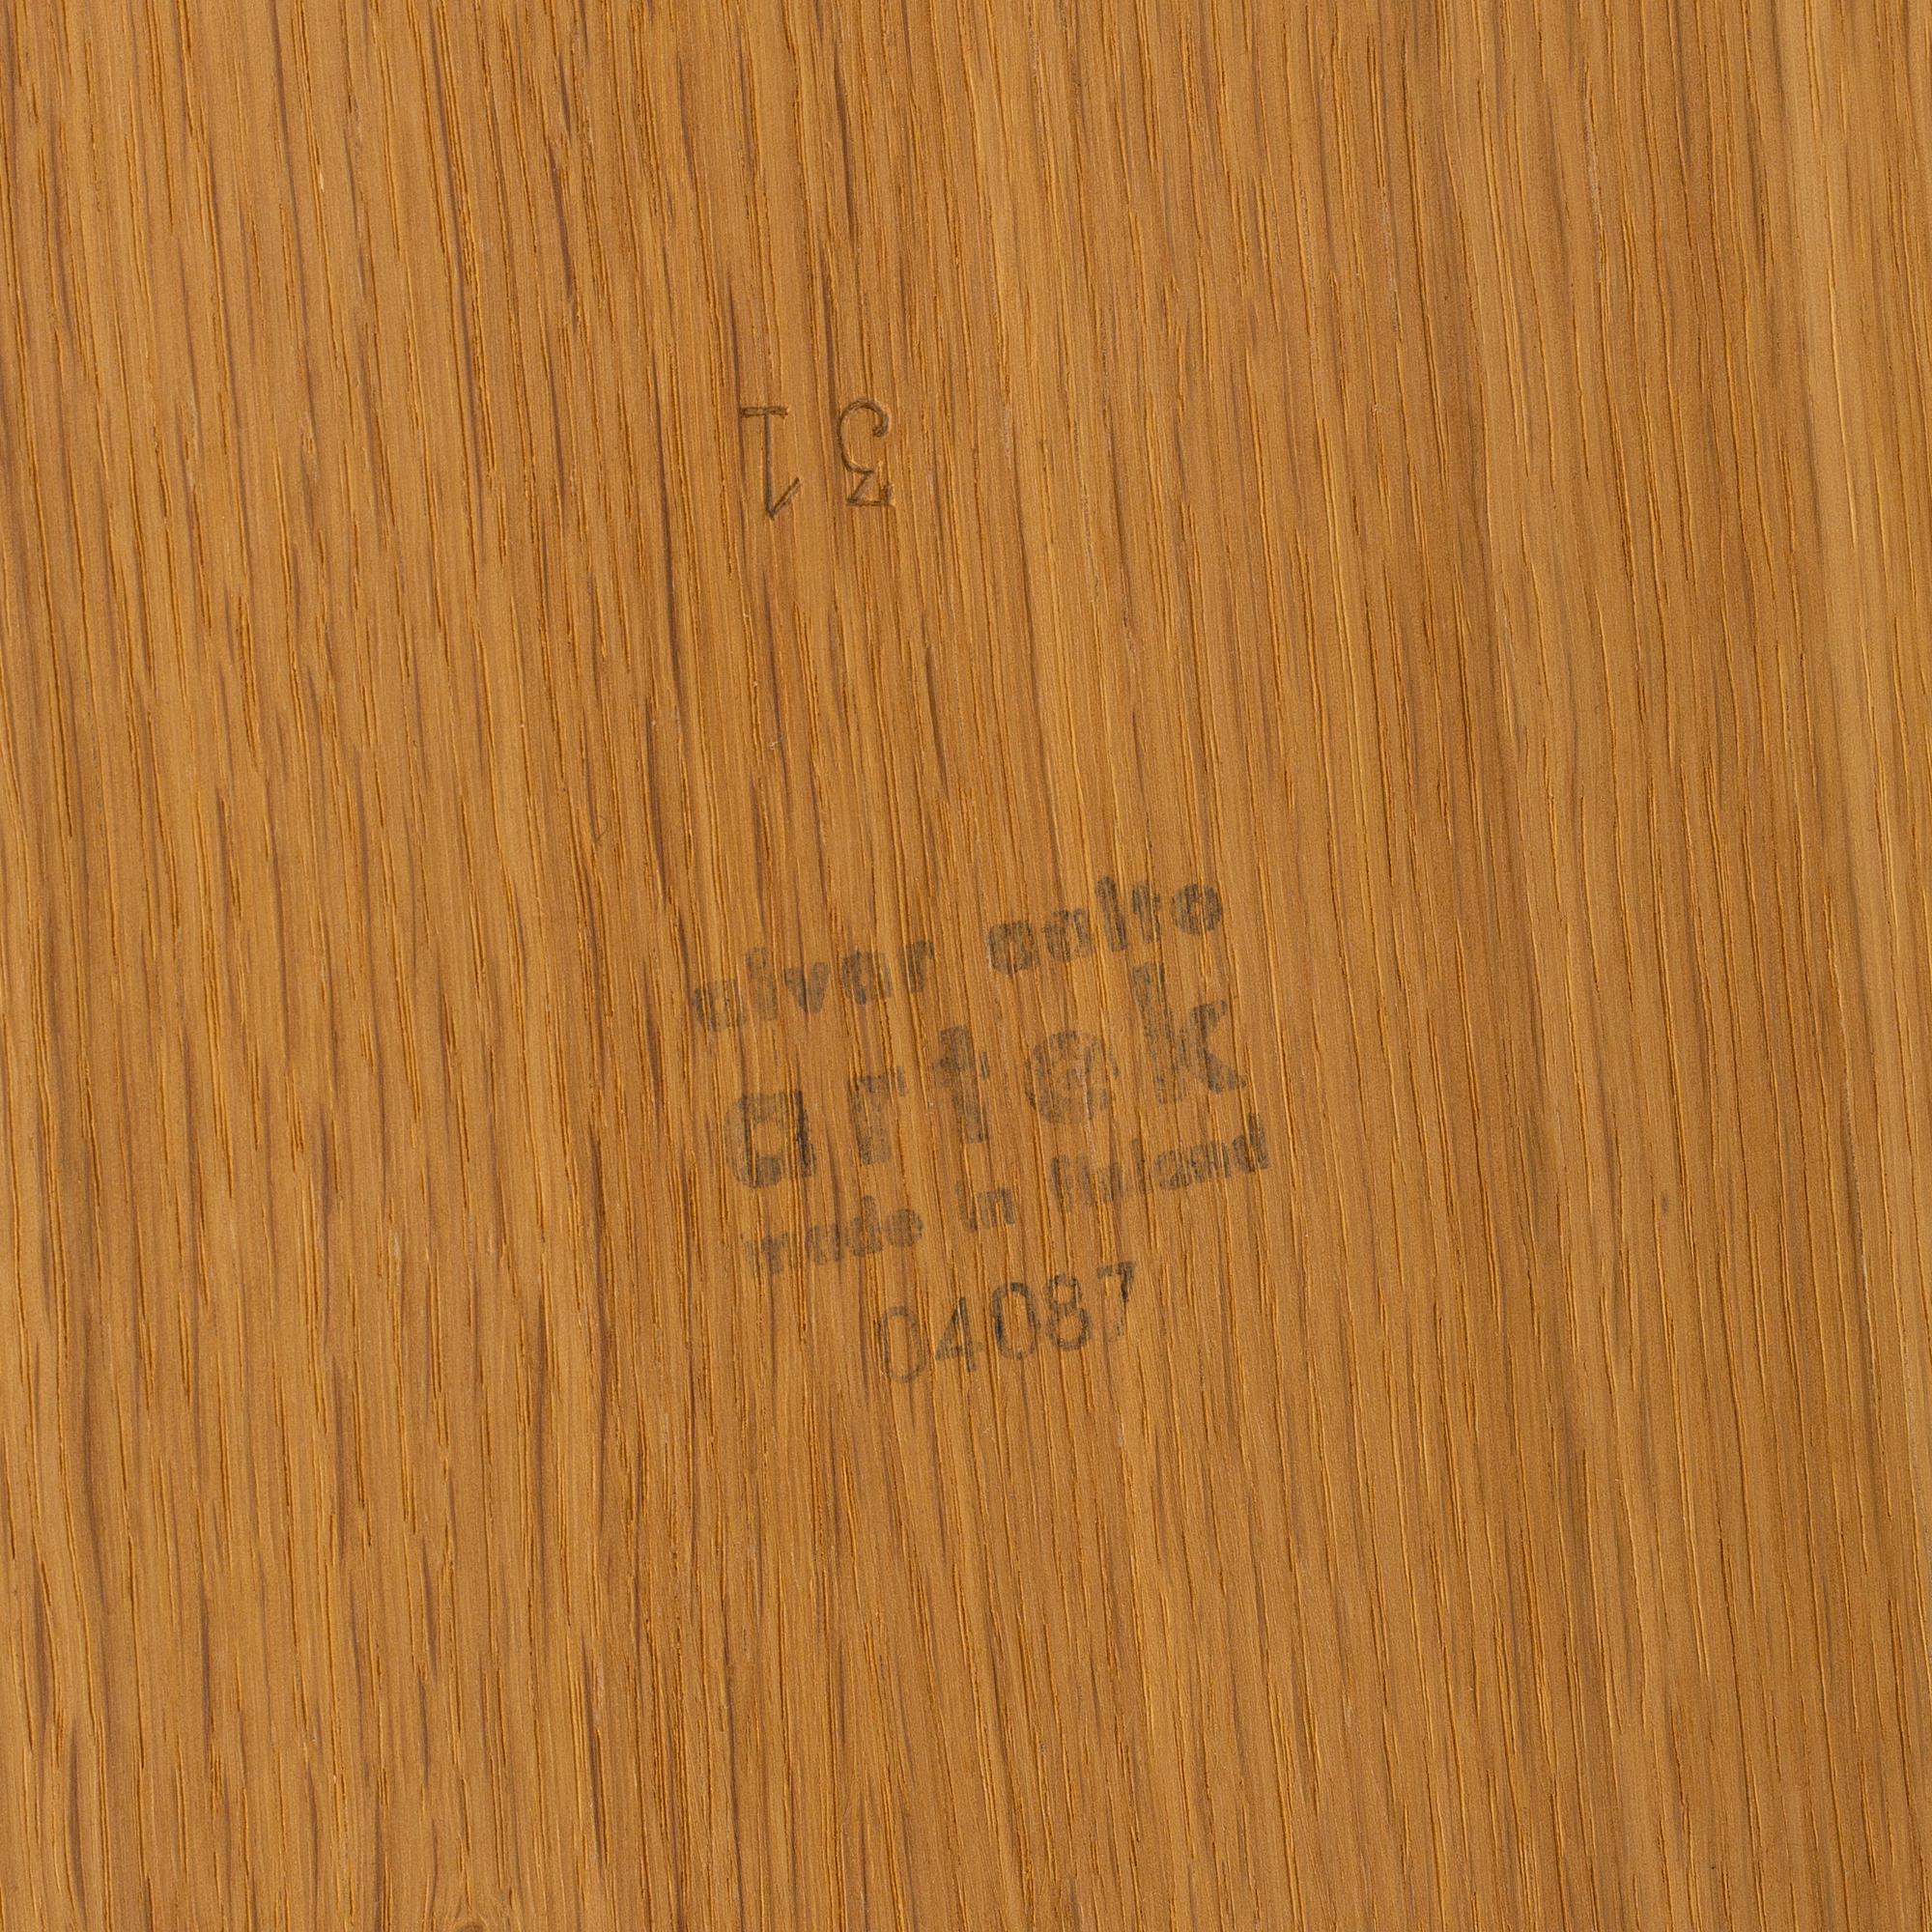 31
alvar aalto
artek
made in finland
04087